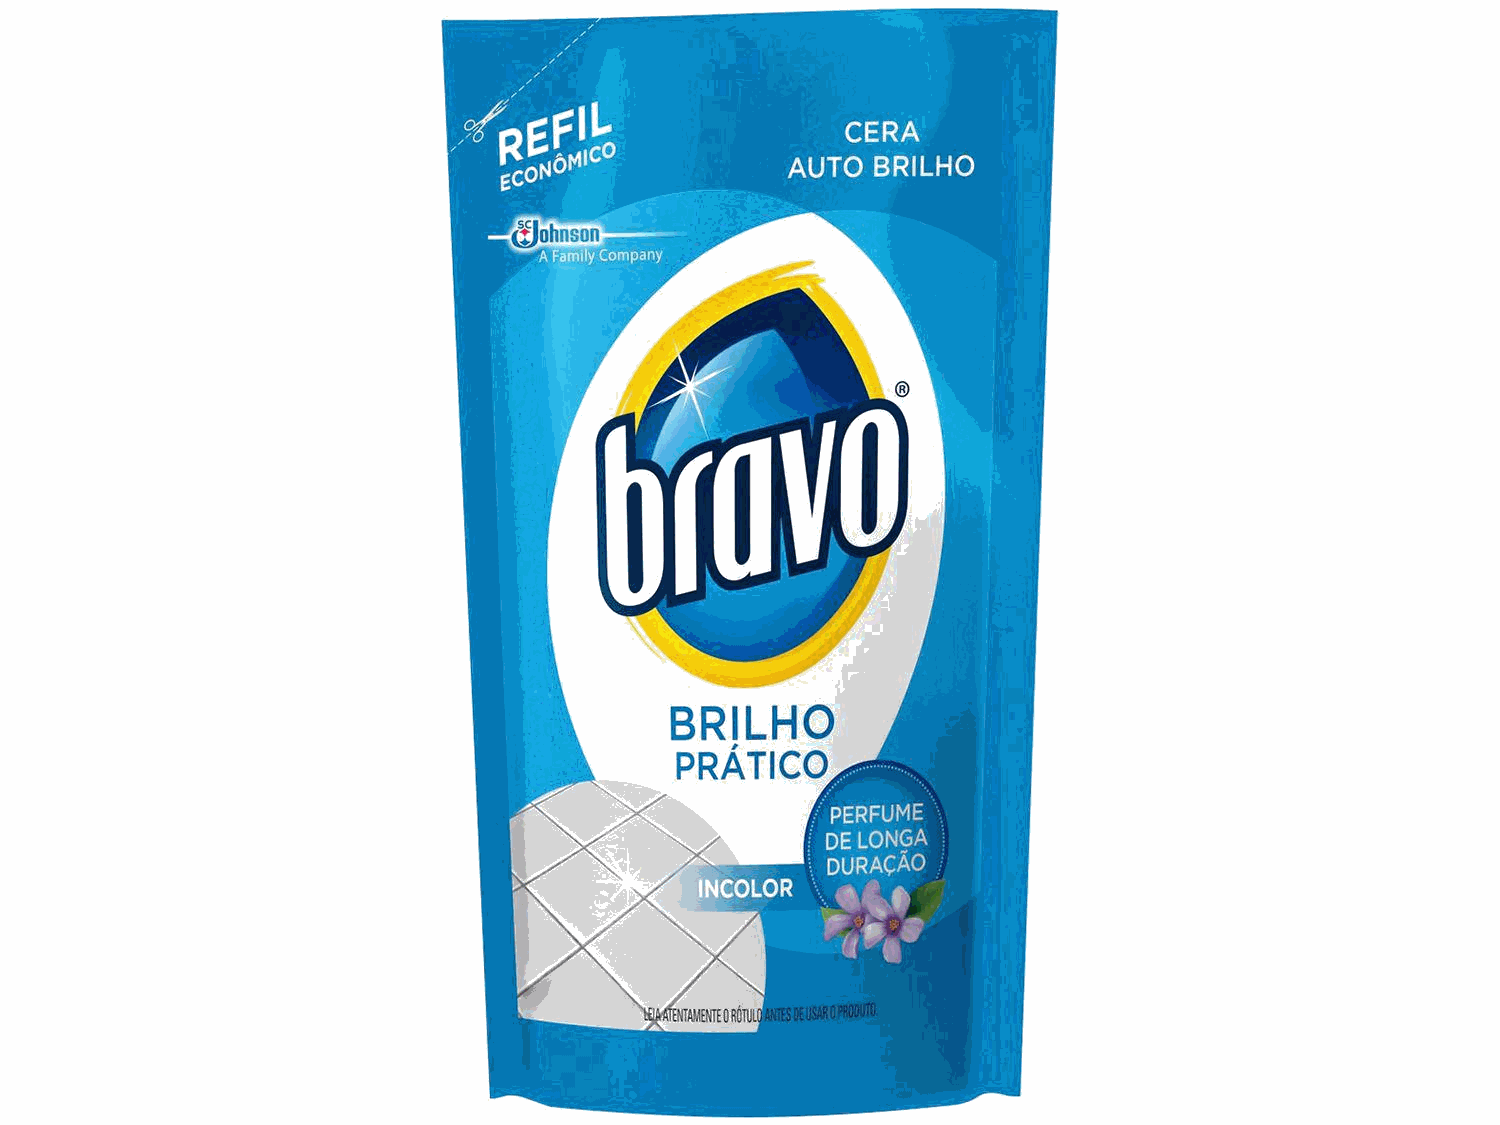 REFIL
ECONÔMICO
CERA
AUTO BRILHO
SC Johnson
A Family Company
bravo®
BRILHO
PRÁTICO
PERFUME
DE LONGA
DURAÇÃO
INCOLOR
LEIA ATENTAMENTE O RÓTULO ANTES DE USAR O PRODUTO.